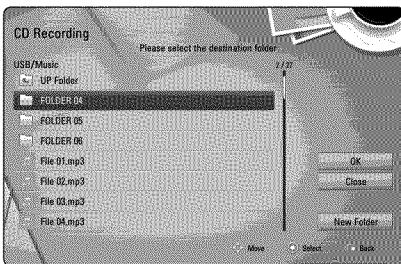 CD Recording
Please select the destination folder
USB/Music 2 / 27
UP Folder
FOLDER 04
FOLDER 05
FOLDER 06
File 01.mp3
File 02.mp3
File 03.mp3
File 04.mp3
OK
Close
New Folder
Move Select Back